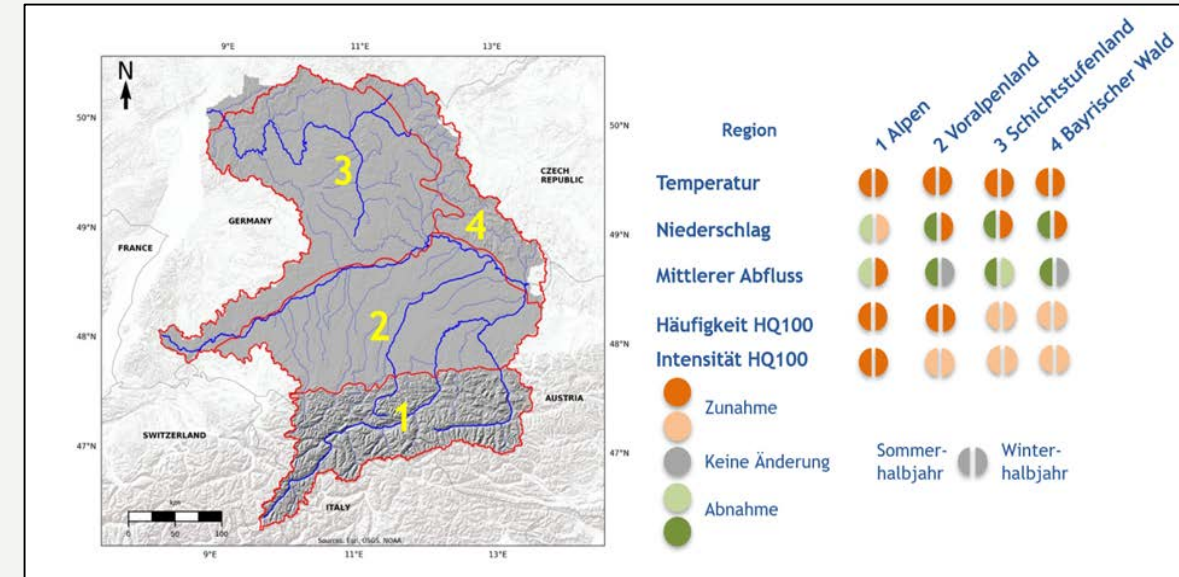 9°E 11°E 13°E
N
50°N 50°N
49°N 49°N
48°N 48°N
47°N 47°N
9°E 11°E 13°E
CZECH
REPUBLIC
GERMANY
FRANCE
AUSTRIA
SWITZERLAND
ITALY
3
4
2
1
km
0 50 100
Sources: Esri, USGS, NOAA
Region
1 Alpen
2 Voralpenland
3 Schichtstufenland
4 Bayrischer Wald
Temperatur
Niederschlag
Mittlerer Abfluss
Häufigkeit HQ100
Intensität HQ100
Zunahme
Keine Änderung
Abnahme
Sommer-
halbjahr
Winter-
halbjahr